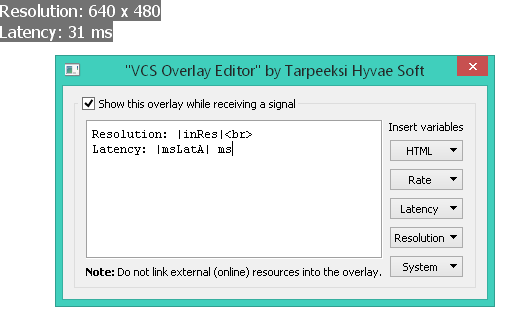 Resolution: 640 x 480
Latency: 31 ms
"VCS Overlay Editor" by Tarpeeksi Hyvae Soft
x
Show this overlay while receiving a signal
Resolution: |inRes|<br>
Latency: |msLatA| ms
Insert variables
HTML
Rate
Latency
Resolution
System
Note: Do not link external (online) resources into the overlay.